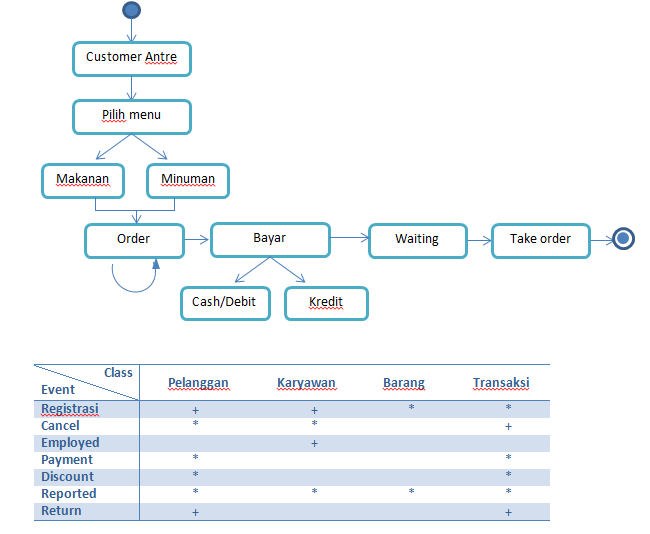 Customer Antre
Pilih menu
Makanan Minuman
Order Bayar Waiting Take order
Cash/Debit Kredit
Class
Event Pelanggan Karyawan Barang Transaksi
Registrasi + + * *
Cancel * * +
Employed +
Payment * *
Discount * *
Reported * * * *
Return + +